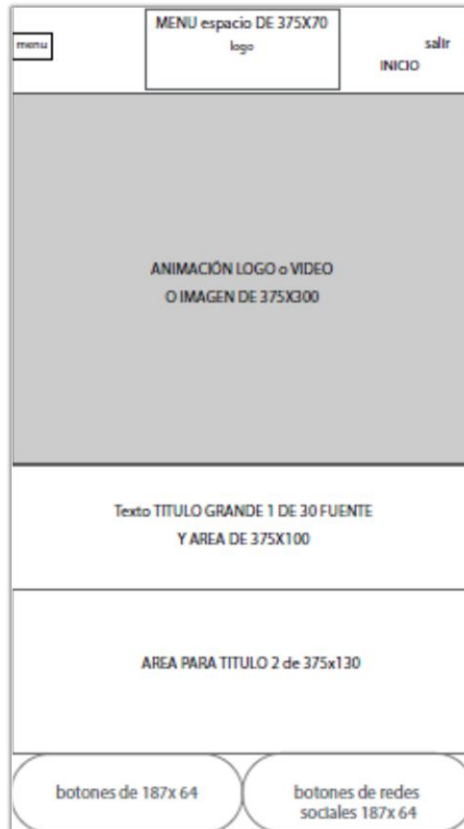 MENU espacio DE 375X70
menu
logo
salir
INICIO
ANIMACIÓN LOGO o VIDEO
O IMAGEN DE 375X300
Texto TITULO GRANDE 1 DE 30 FUENTE
Y AREA DE 375X100
AREA PARA TITULO 2 de 375x130
botones de 187x 64
botones de redes
sociales 187x 64